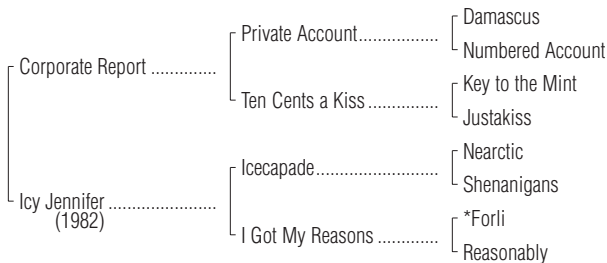 Damascus
Private Account..................
Numbered Account
Corporate Report ..............
Key to the Mint
Ten Cents a Kiss ................
Justakiss
Nearctic
Icecapade...........................
Shenanigans
Icy Jennifer ........................
(1982)
*Forli
I Got My Reasons ..............
Reasonably